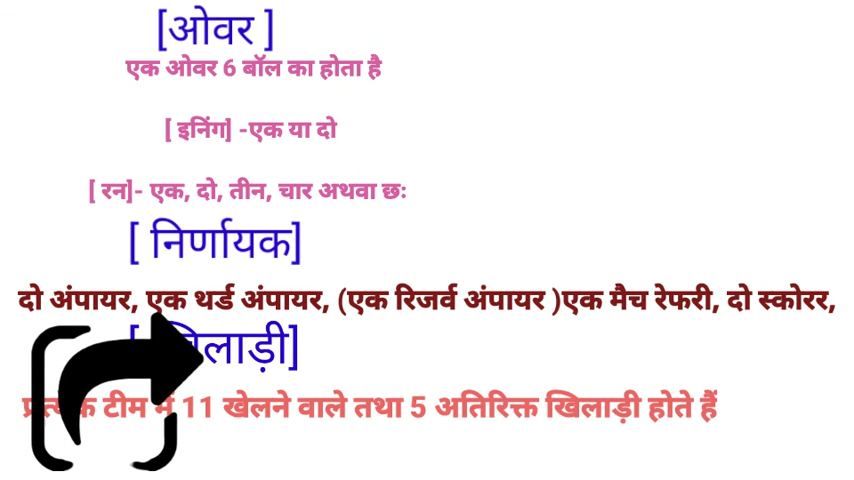 [ओवर ]
एक ओवर 6 बॉल का होता है
[ इनिंग] -एक या दो
[ रन]- एक, दो, तीन, चार अथवा छः
[ निर्णायक]
दो अंपायर, एक थर्ड अंपायर, (एक रिजर्व अंपायर )एक मैच रेफरी, दो स्कोरर,
[ खिलाड़ी]
प्रत्येक टीम में 11 खेलने वाले तथा 5 अतिरिक्त खिलाड़ी होते हैं